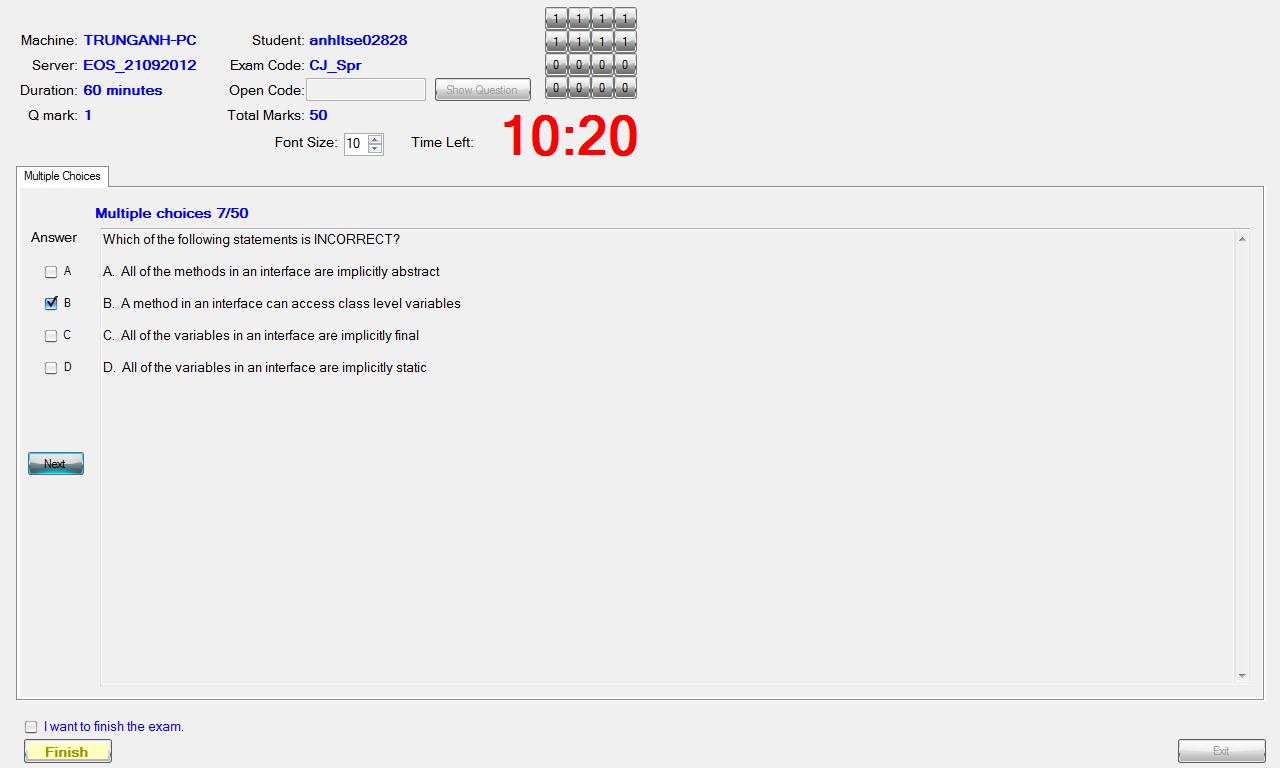 1 1 1 1
Machine: TRUNGANH-PC Student: anhltse02828 1 1 1 1
Server: EOS_21092012 Exam Code: CJ_Spr 0 0 0 0
Duration: 60 minutes Open Code: Show Question 0 0 0 0
Q mark: 1 Total Marks: 50
Font Size: 10 Time Left: 10:20
Multiple Choices
Multiple choices 7/50
Answer
Which of the following statements is INCORRECT?
A A. All of the methods in an interface are implicitly abstract
B B. A method in an interface can access class level variables
C C. All of the variables in an interface are implicitly final
D D. All of the variables in an interface are implicitly static
Next
I want to finish the exam.
Finish Exit